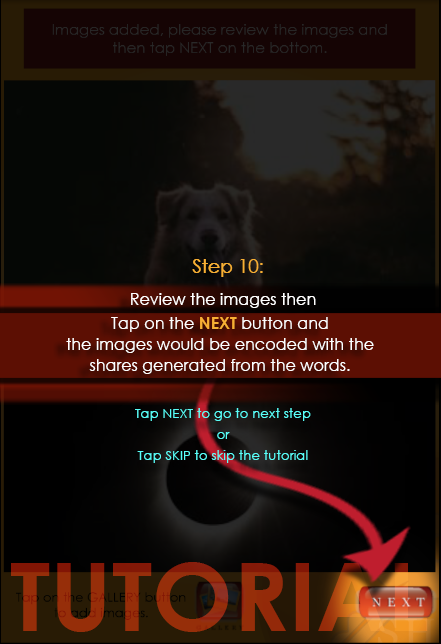 Images added, please review the images and
then tap NEXT on the bottom.
Step 10:
Review the images then
Tap on the NEXT button and
the images would be encoded with the
shares generated from the words.
Tap NEXT to go to next step
or
Tap SKIP to skip the tutorial
TUTORIAL
Tap on the GALLERY button
to add images.
NEXT